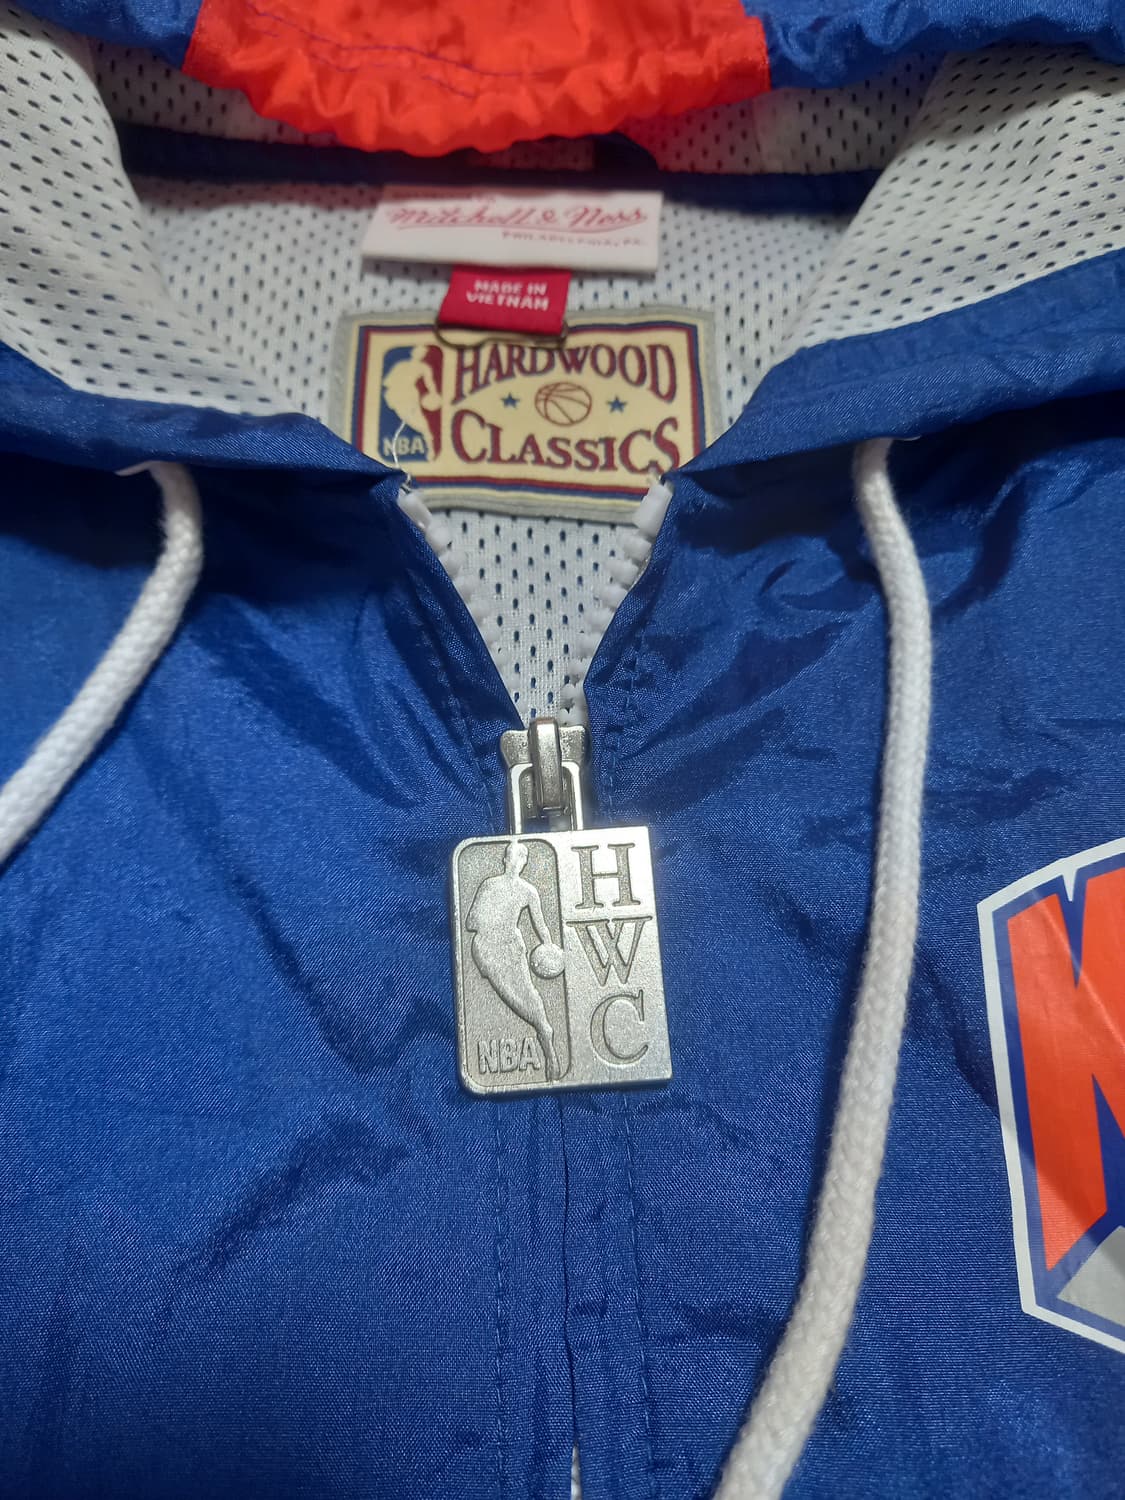 Mitchell & Ness
PHILADELPHIA, PA.
MADE IN
VIETNAM
HARDWOOD
CLASSICS
NBA
H
W
C
NBA